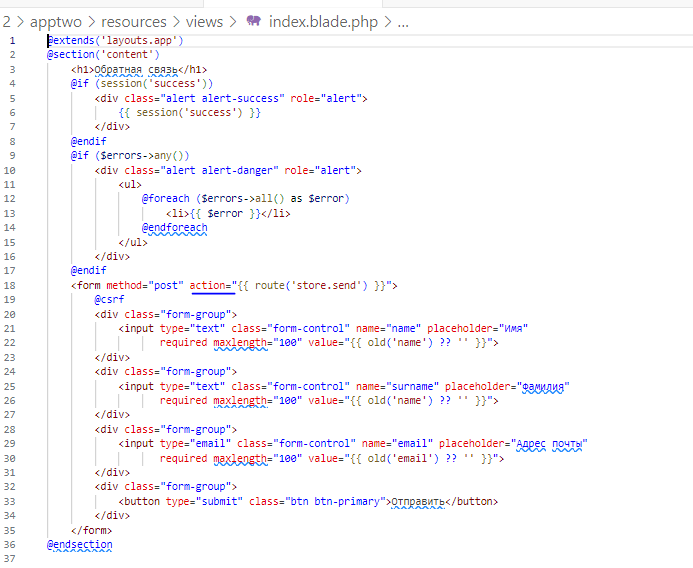 2 > apptwo > resources > views > index.blade.php > ...
1 @extends('layouts.app')
2 @section('content')
3 <h1>Обратная связь</h1>
4 @if (session('success'))
5 <div class="alert alert-success" role="alert">
6 {{ session('success') }}
7 </div>
8 @endif
9 @if ($errors->any())
10 <div class="alert alert-danger" role="alert">
11 <ul>
12 @foreach ($errors->all() as $error)
13 <li>{{ $error }}</li>
14 @endforeach
15 </ul>
16 </div>
17 @endif
18 <form method="post" action="{{ route('store.send') }}">
19 @csrf
20 <div class="form-group">
21 <input type="text" class="form-control" name="name" placeholder="Имя"
22 required maxlength="100" value="{{ old('name') ?? '' }}">
23 </div>
24 <div class="form-group">
25 <input type="text" class="form-control" name="surname" placeholder="Фамилия"
26 required maxlength="100" value="{{ old('name') ?? '' }}">
27 </div>
28 <div class="form-group">
29 <input type="email" class="form-control" name="email" placeholder="Адрес почты"
30 required maxlength="100" value="{{ old('email') ?? '' }}">
31 </div>
32 <div class="form-group">
33 <button type="submit" class="btn btn-primary">Отправить</button>
34 </div>
35 </form>
36 @endsection
37